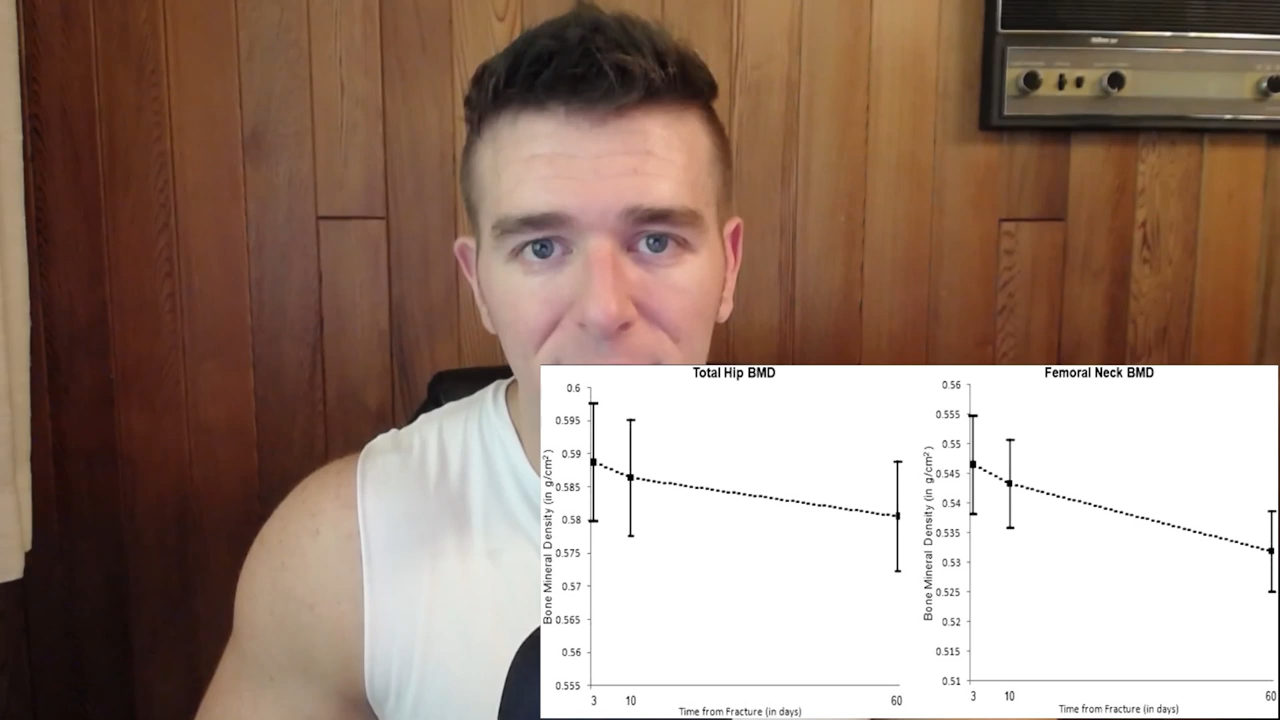 Total Hip BMD
0.6
0.595
0.59
0.585
0.58
0.575
0.57
0.565
0.56
0.555
Bone Mineral Density (in g/cm²)
3 10 60
Time from Fracture (in days)
Femoral Neck BMD
0.56
0.555
0.55
0.545
0.54
0.535
0.53
0.525
0.52
0.515
0.51
Bone Mineral Density (in g/cm²)
3 10 60
Time from Fracture (in days)